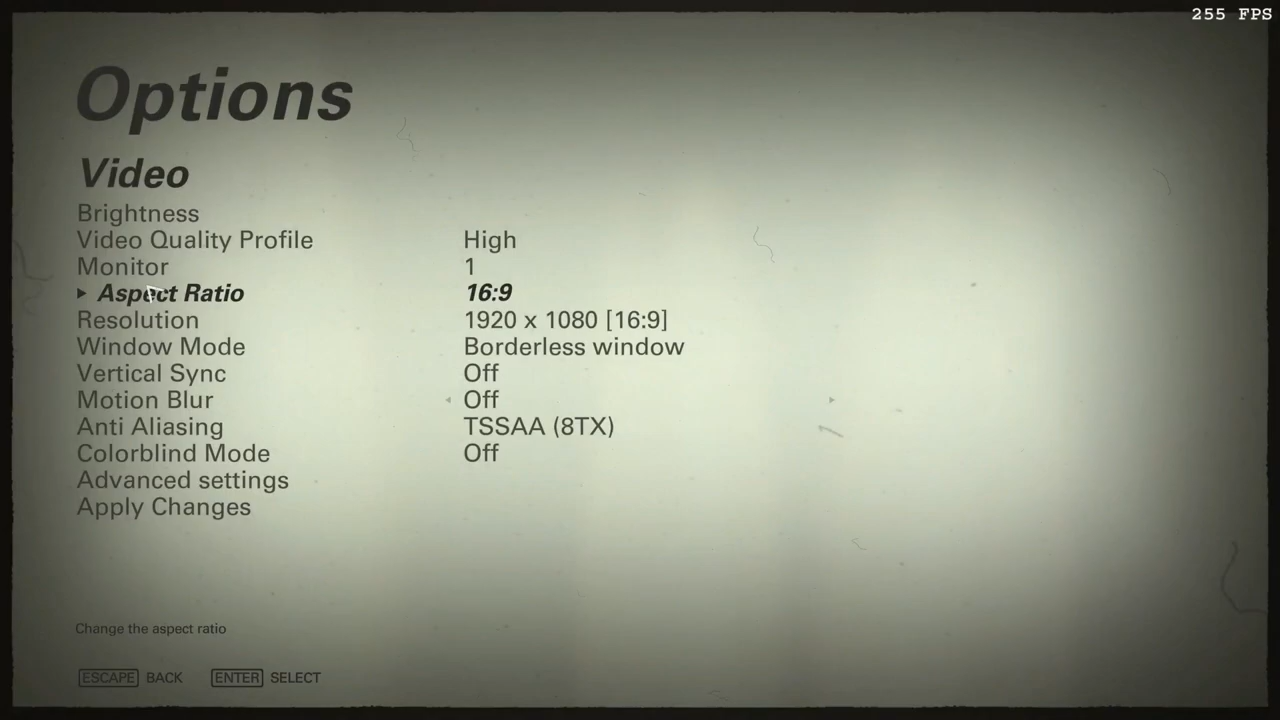 255 FPS
Options
Video
Brightness
Video Quality Profile High
Monitor 1
Aspect Ratio 16:9
Resolution 1920 x 1080 [16:9]
Window Mode Borderless window
Vertical Sync Off
Motion Blur Off
Anti Aliasing TSSAA (8TX)
Colorblind Mode Off
Advanced settings
Apply Changes
Change the aspect ratio
ESCAPE BACK ENTER SELECT